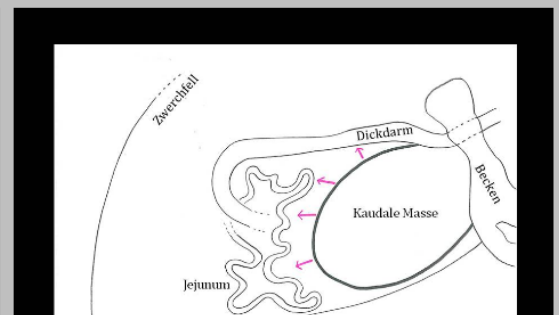 Zwerchfell
Dickdarm
Becken
Kaudale Masse
Jejunum